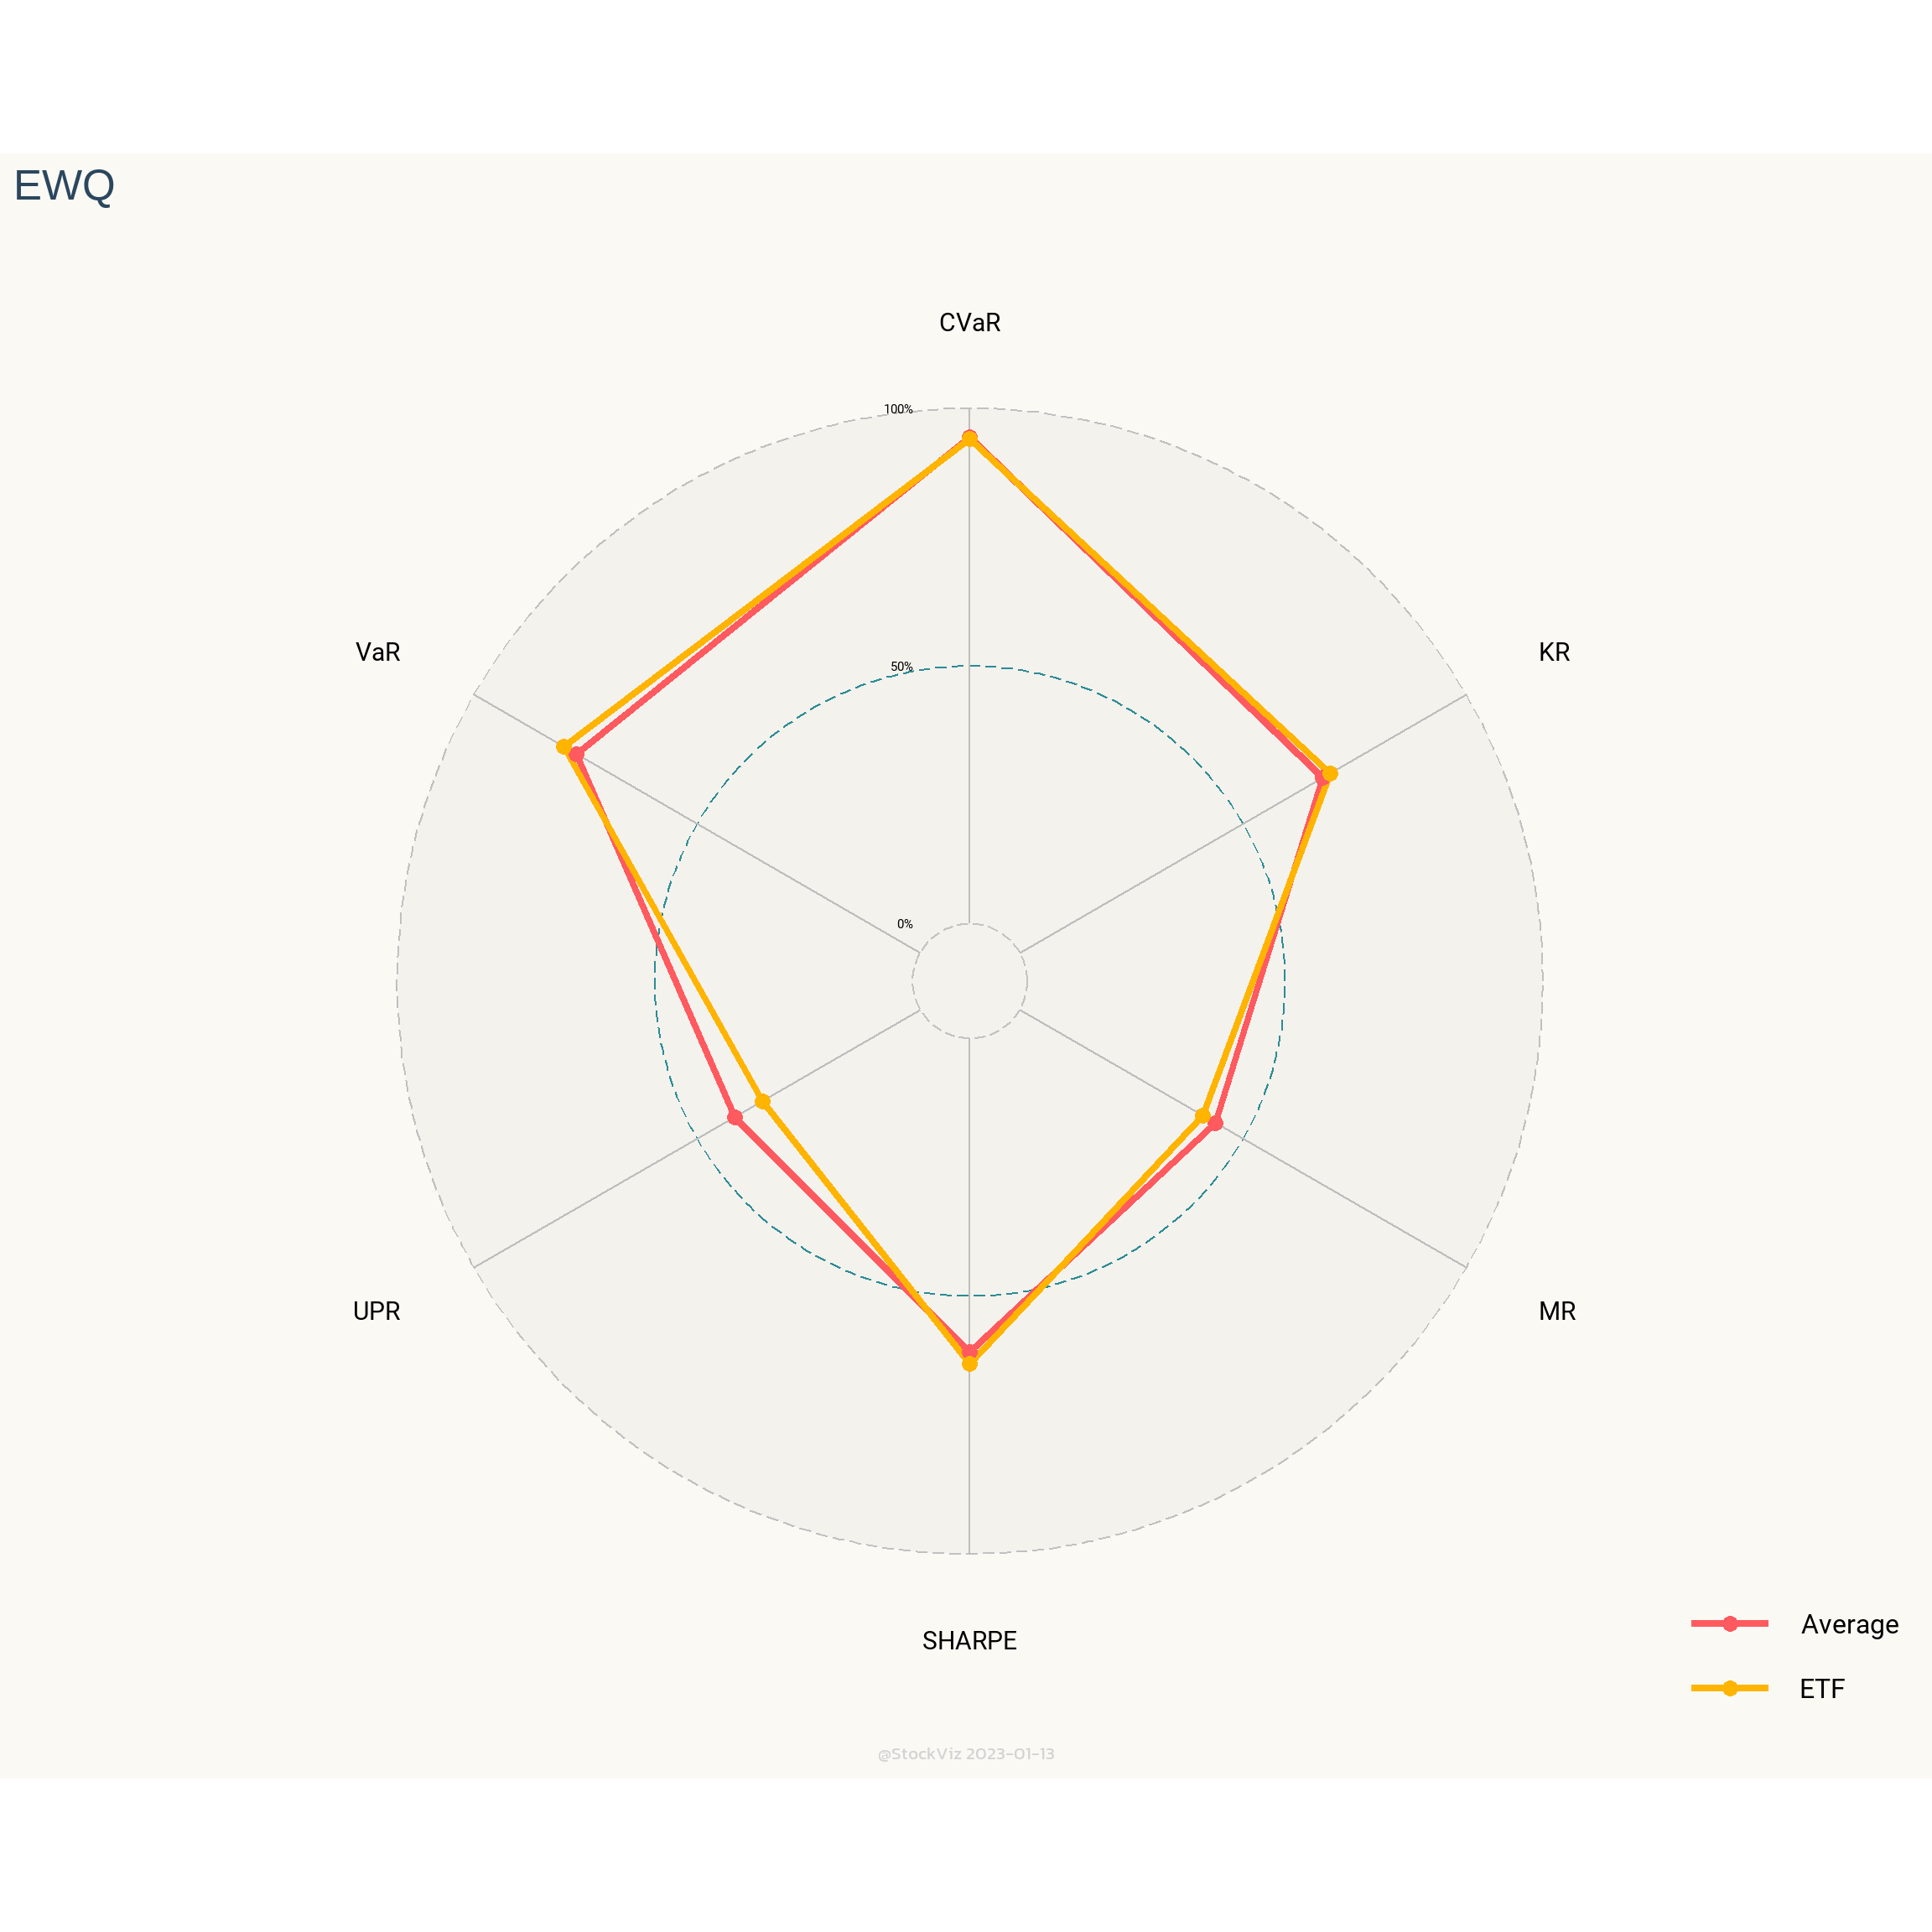 EWQ
CVaR
100%
VaR
KR
50%
0%
UPR
MR
SHARPE
Average
ETF
@StockViz 2023-01-13